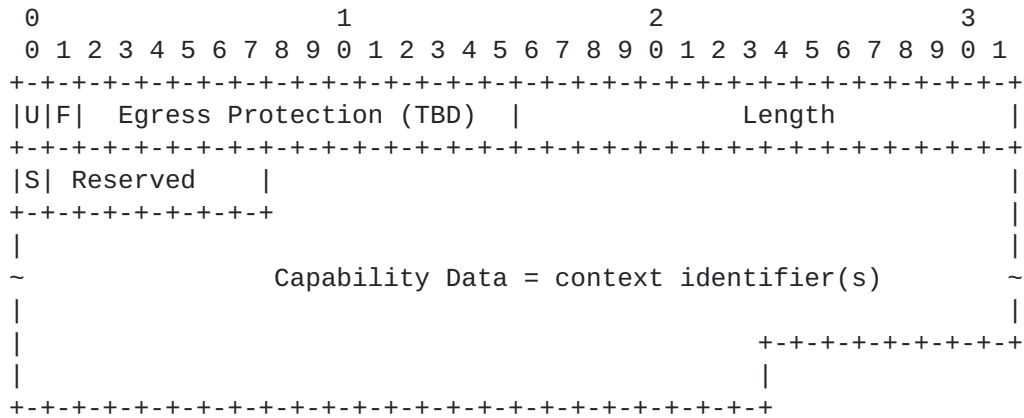 0                   1                   2                   3
 0 1 2 3 4 5 6 7 8 9 0 1 2 3 4 5 6 7 8 9 0 1 2 3 4 5 6 7 8 9 0 1
+-+-+-+-+-+-+-+-+-+-+-+-+-+-+-+-+-+-+-+-+-+-+-+-+-+-+-+-+-+-+-+-+
|U|F|  Egress Protection (TBD)  |              Length           |
+-+-+-+-+-+-+-+-+-+-+-+-+-+-+-+-+-+-+-+-+-+-+-+-+-+-+-+-+-+-+-+-+
|S| Reserved    |                                               |
+-+-+-+-+-+-+-+-+                                               |
|                                                               |
~                Capability Data = context identifier(s)        ~
|                                                               |
|                                               +-+-+-+-+-+-+-+-+
|                                               |
+-+-+-+-+-+-+-+-+-+-+-+-+-+-+-+-+-+-+-+-+-+-+-+-+